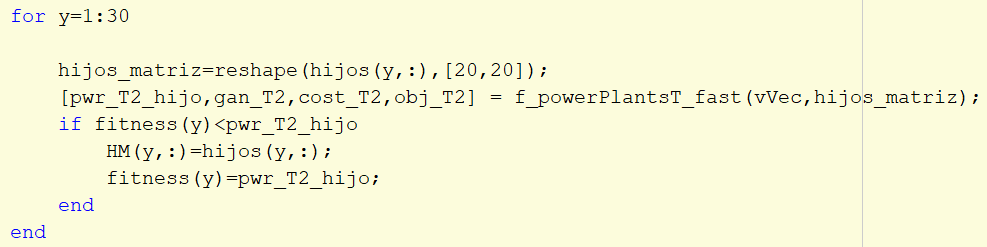 for y=1:30
hijos_matriz=reshape(hijos(y,:),[20,20]);
[pwr_T2_hijo,gan_T2,cost_T2,obj_T2] = f_powerPlantsT_fast(vVec,hijos_matriz);
if fitness(y)<pwr_T2_hijo
HM(y,:)=hijos(y,:);
fitness(y)=pwr_T2_hijo;
end
end